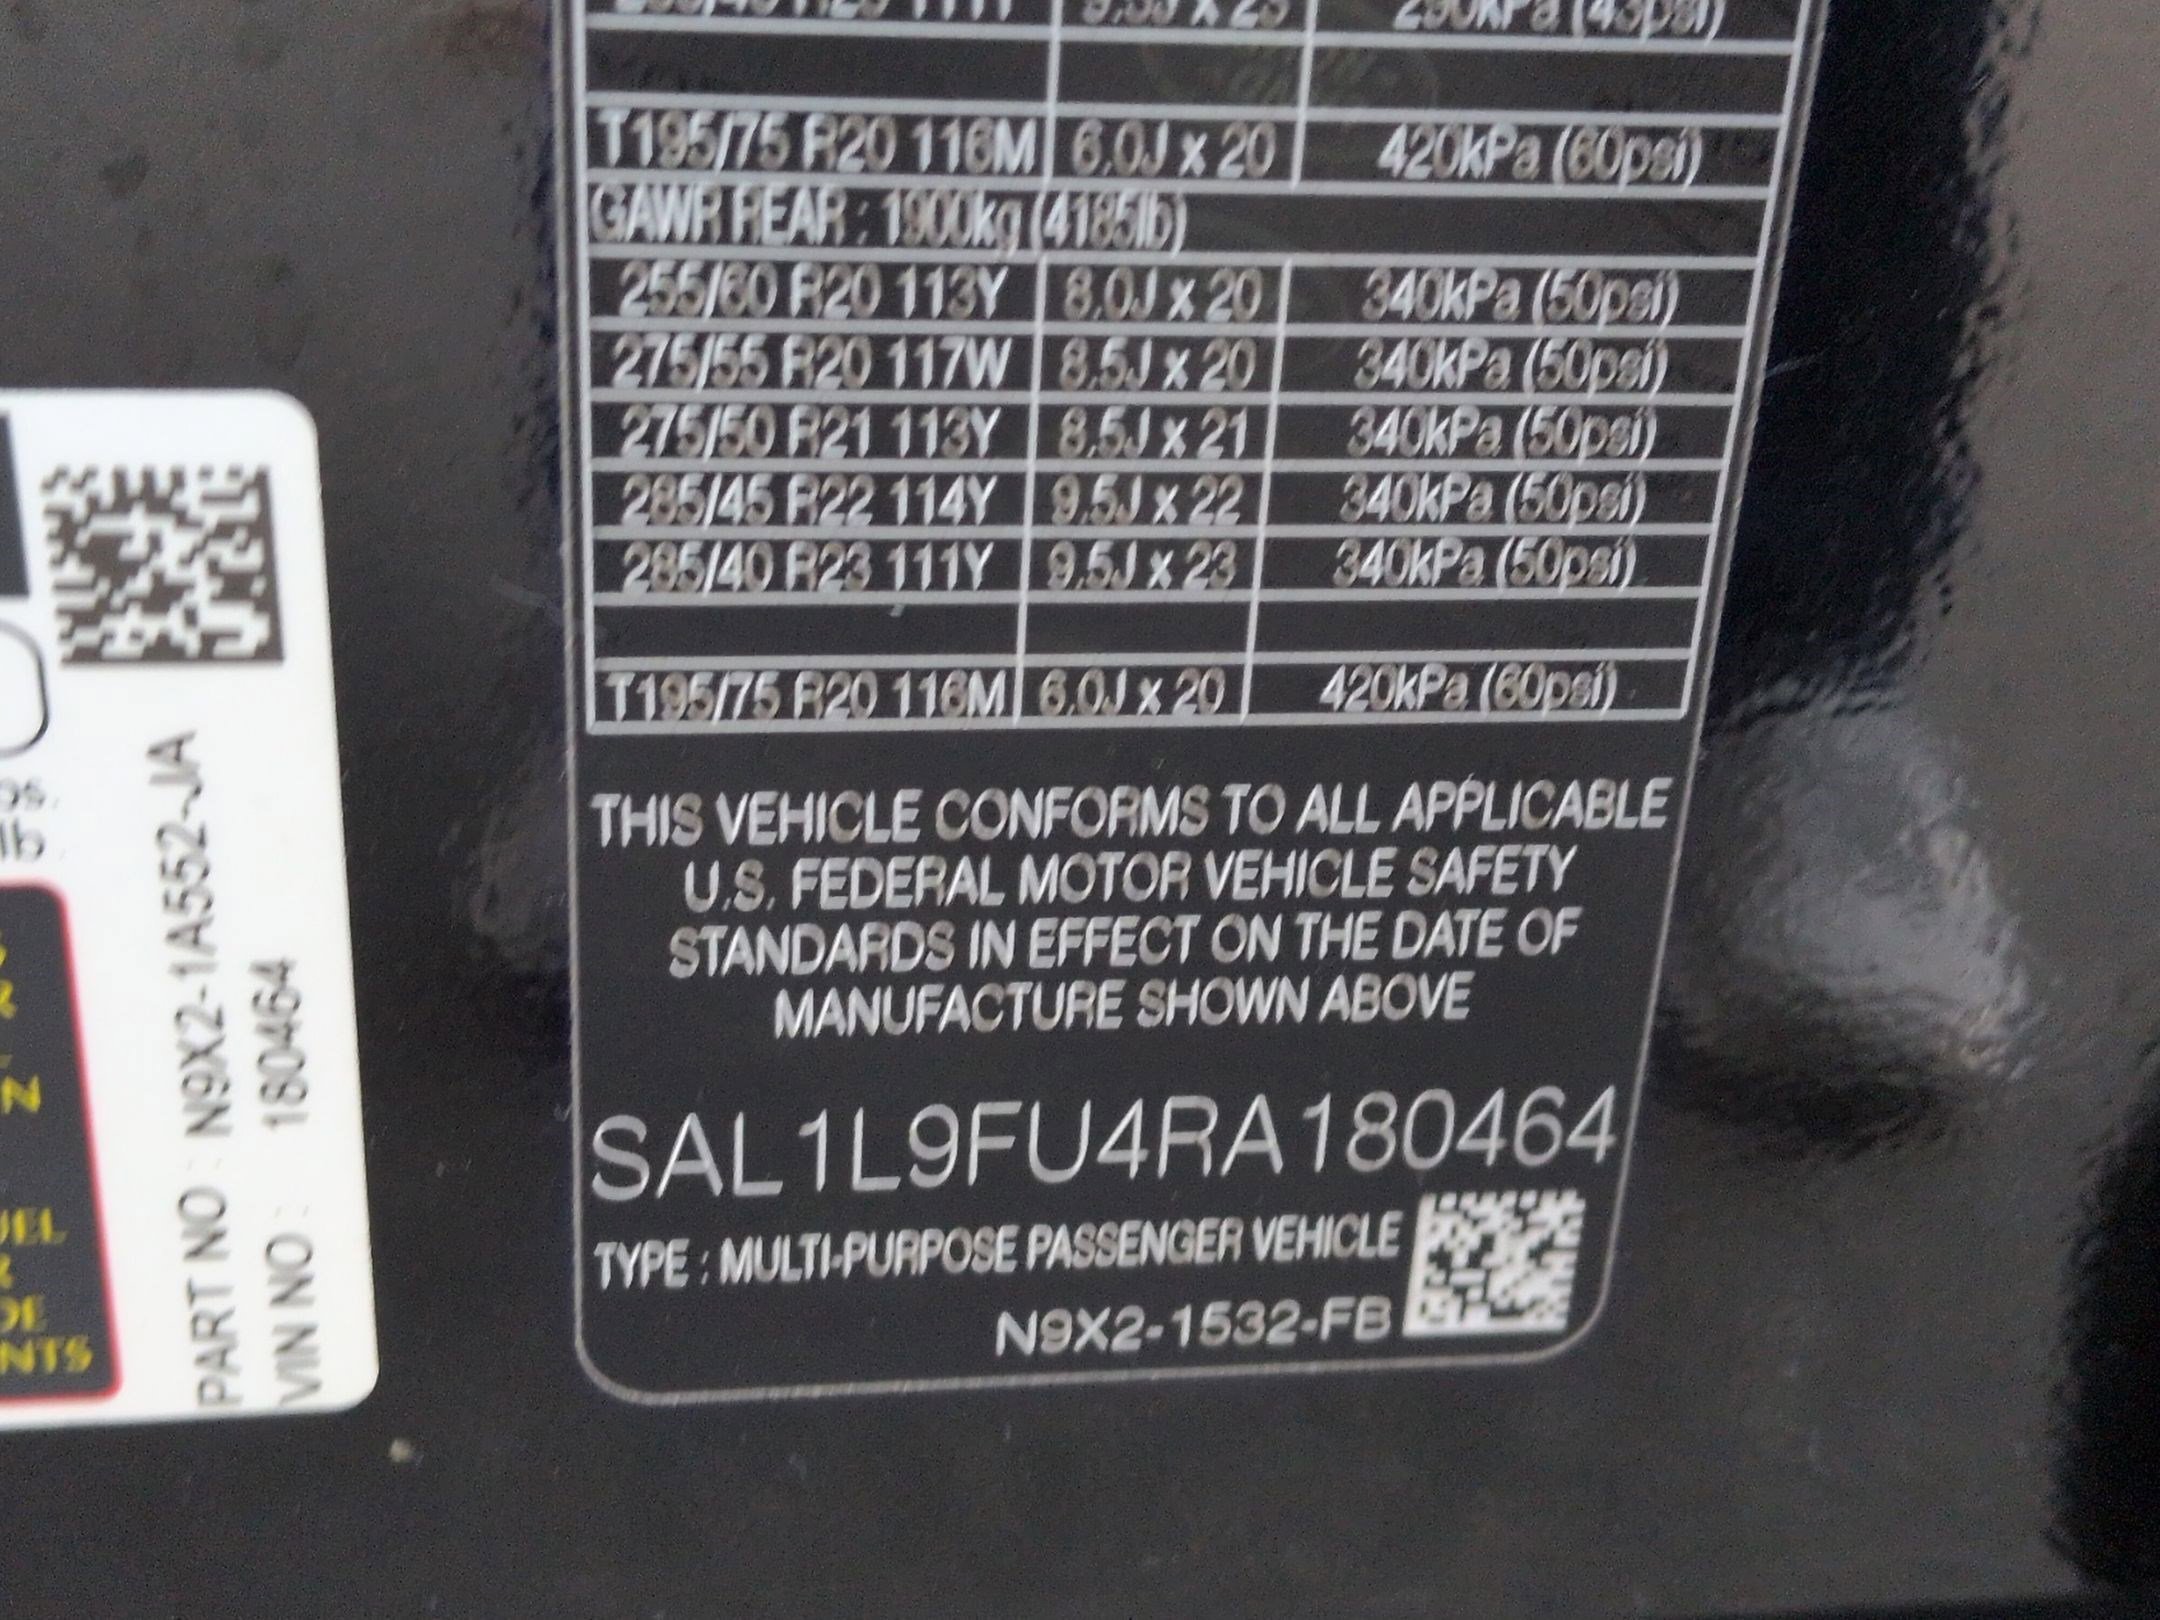 T195/75 R20 116M 6.0J x 20 420kPa (60psi)
GAWR REAR : 1900kg (4185lb)
255/60 R20 113Y 8.0J x 20 340kPa (50psi)
275/55 R20 117W 8.5J x 20 340kPa (50psi)
275/50 R21 113Y 8.5J x 21 340kPa (50psi)
285/45 R22 114Y 9.5J x 22 340kPa (50psi)
285/40 R23 111Y 9.5J x 23 340kPa (50psi)
T195/75 R20 116M 6.0J x 20 420kPa (60psi)
THIS VEHICLE CONFORMS TO ALL APPLICABLE
U.S. FEDERAL MOTOR VEHICLE SAFETY
STANDARDS IN EFFECT ON THE DATE OF
MANUFACTURE SHOWN ABOVE
SAL1L9FU4RA180464
TYPE : MULTI-PURPOSE PASSENGER VEHICLE
N9X2-1532-FB
PART NO : N9X2-1A552-JA
VIN NO : 180464
lb